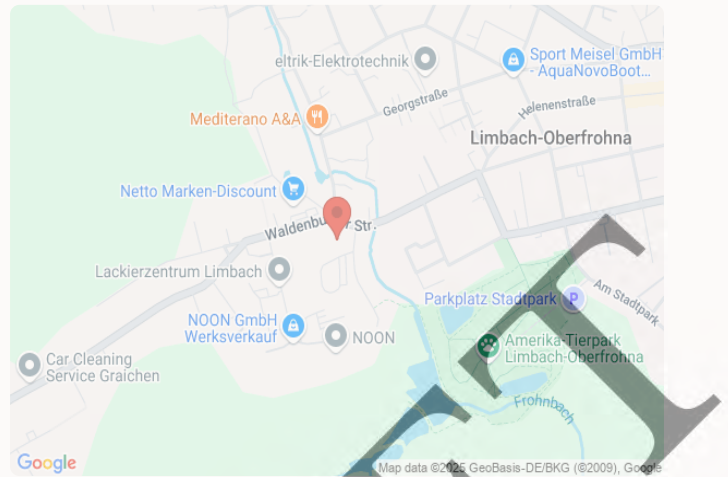 eltrik-Elektrotechnik
Sport Meisel GmbH
- AquaNovoBoot...
Georgstraße
Helenenstraße
Mediterano A&A
Limbach-Oberfrohna
Netto Marken-Discount
Waldenburger Str.
Lackierzentrum Limbach
Parkplatz Stadtpark
P
Am Stadtpark
NOON GmbH
Werksverkauf
NOON
Amerika-Tierpark
Limbach-Oberfrohna
Car Cleaning
Service Graichen
Frohnbach
Google
Map data ©2025 GeoBasis-DE/BKG (©2009), Google